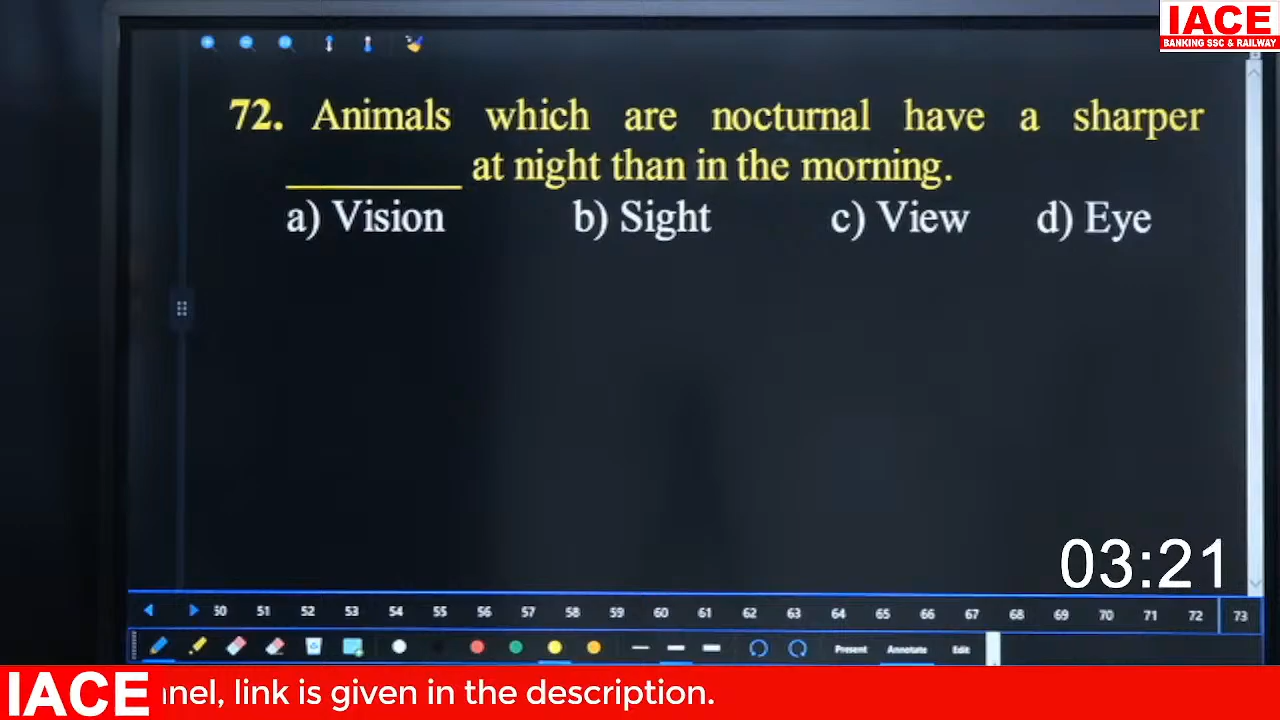 IACE
BANKING SSC & RAILWAY
72. Animals which are nocturnal have a sharper
________ at night than in the morning.
a) Vision b) Sight c) View d) Eye
03:21
50 51 52 53 54 55 56 57 58 59 60 61 62 63 64 65 66 67 68 69 70 71 72 73
Present Annotate Edit
IACE nel, link is given in the description.